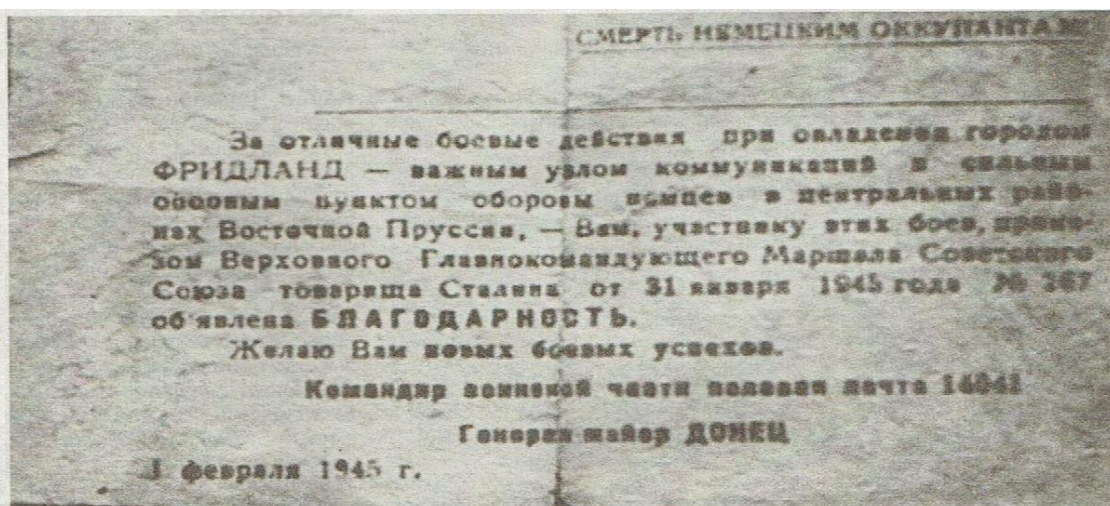 СМЕРТЬ НЕМЕЦКИМ ОККУПАНТАМ
За отличные боевые действия при овладении городом
ФРИДЛАНД — важным узлом коммуникаций и сильным
опорным пунктом обороны немцев в центральных райо-
нах Восточной Пруссии, — Вам, участнику этих боев, прика-
зом Верховного Главнокомандующего Маршала Советского
Союза товарища Сталина от 31 января 1945 года № 267
об'явлена БЛАГОДАРНОСТЬ.
Желаю Вам новых боевых успехов.
Командир воинской части полевая почта
Генерал-майор ДОНЕЦ
1 февраля 1945 г.